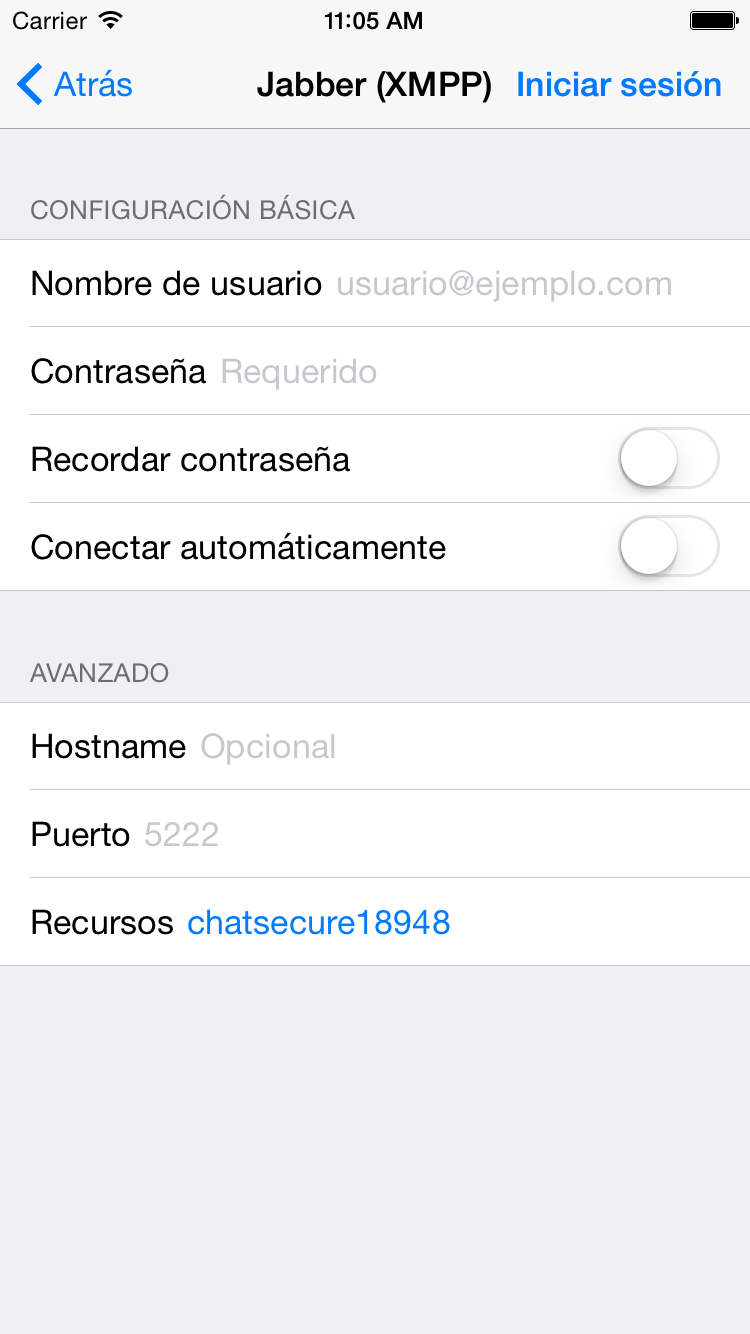 Carrier 11:05 AM
Atrás Jabber (XMPP) Iniciar sesión
CONFIGURACIÓN BÁSICA
Nombre de usuario usuario@ejemplo.com
Contraseña Requerido
Recordar contraseña
Conectar automáticamente
AVANZADO
Hostname Opcional
Puerto 5222
Recursos chatsecure18948